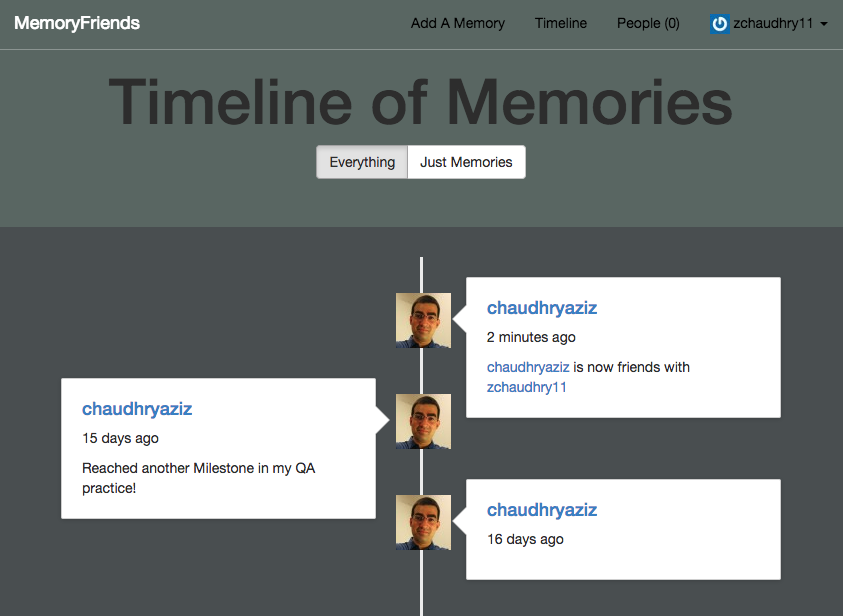 MemoryFriends
Add A Memory
Timeline
People (0)
zchaudhry11
Timeline of Memories
Everything
Just Memories
chaudhryaziz
2 minutes ago
chaudhryaziz is now friends with
zchaudhry11
chaudhryaziz
15 days ago
Reached another Milestone in my QA
practice!
chaudhryaziz
16 days ago